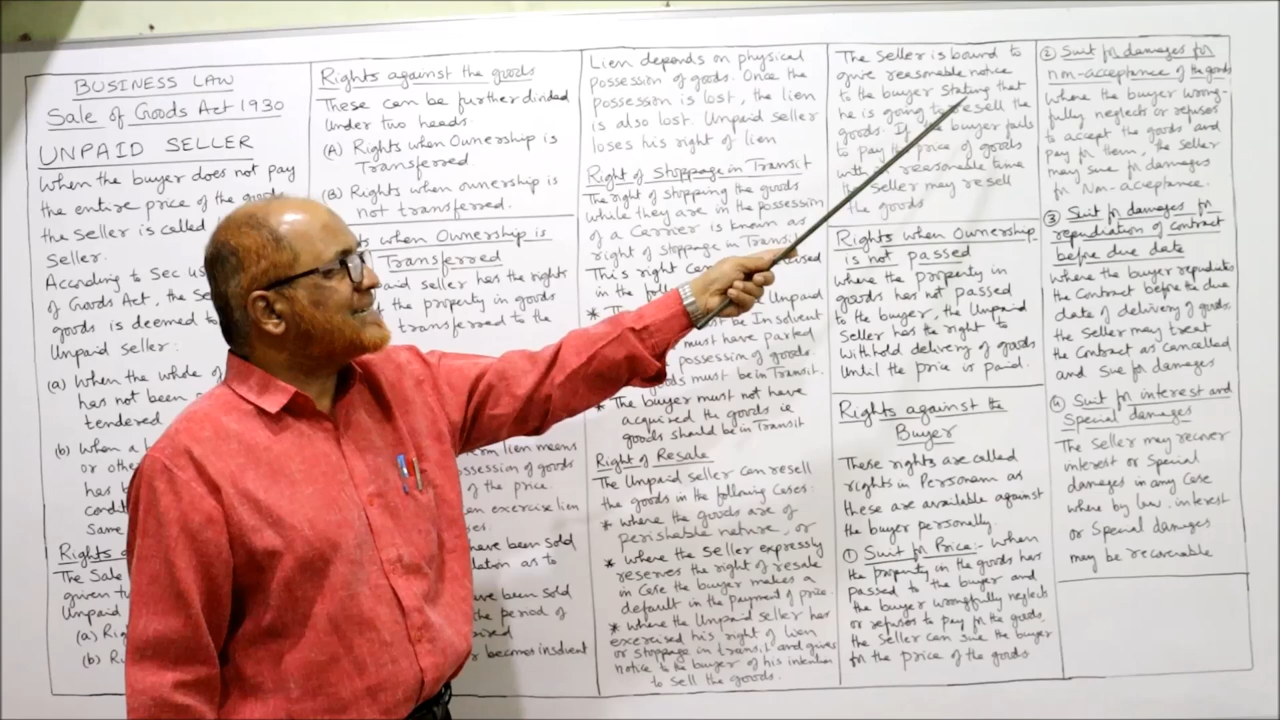 BUSINESS LAW
Sale of Goods Act 1930
UNPAID SELLER
When the buyer does not pay
the entire price of the goods
the seller is called
Seller.
According to Sec
of Goods Act, the
goods is deemed to
Unpaid seller:
(a) When the whole of
has not been
tendered
(b) When a
or othe
has
condit
Same
Rights
The Sale
given
Unpaid
(a) Rig
(b) R
Rights against the goods
These can be further divided
under two heads.
(A) Rights when Ownership is
Transferred
(B) Rights when ownership is
not transferred.
when Ownership is
Transferred
paid seller has the rights
the property in goods
transferred to the
lien means
possession of goods
of the price.
exercise lien
have been sold
as to
have been sold
the period of
becomes insolvent
Lien depends on physical
possession of goods. Once the
possession is lost, the lien
is also lost. Unpaid seller
loses his right of lien
Right of Stoppage in Transit
The right of stopping the goods
while they are in the possession
of a Carrier is known as
right of stoppage in Transit
This right
in the
Unpaid
be Insolvent
must have parted
possession of goods
goods must be in Transit.
* The buyer must not have
acquired the goods ie
goods should be in Transit
Right of Resale
The Unpaid seller can resell
the goods in the following Cases:
* where the goods are of
perishable nature, or
* where the seller expressly
reserves the right of resale
in Case the buyer makes a
default in the payment of price.
* where the Unpaid seller has
exercised his right of lien
or stoppage in transit and gives
notice to the buyer of his intention
to Sell the goods.
The seller is bound to
give reasonable notice
to the buyer stating that
he is going to resell the
goods. If the buyer fails
to pay the price of goods
with in reasonable time
the seller may resell
the goods
Rights when Ownership
is not passed
where the property in
goods has not passed
to the buyer, the Unpaid
Seller has the right to
withhold delivery of goods
until the price is paid.
Rights against the
Buyer
These rights are called
rights in Personam as
these are available against
the buyer personally.
① Suit for Price:- When
the property in the goods has
passed to the buyer and
the buyer wrongfully neglects
or refuses to pay for the goods.
the seller can sue the buyer
for the price of the goods
② Suit for damages for
non-acceptance of the goods
where the buyer wrong-
fully neglects or refuses
to accept the goods and
pay for them, the seller
may sue for damages
for Non-acceptance.
③ Suit for damages for
repudiation of contract
before due date
where the buyer repudiates
the Contract before the due
date of delivery of goods.
the seller may treat
the Contract as cancelled
and sue for damages
④ Suit for interest and
Special damages
The Seller may recover
interest or Special
damages in any Case
where by law, interest
or Special damages
may be recoverable